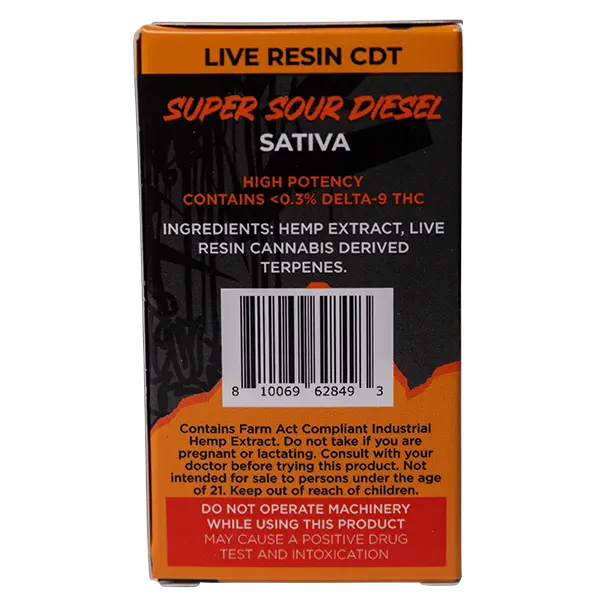 LIVE RESIN CDT
SUPER SOUR DIESEL
SATIVA
HIGH POTENCY
CONTAINS <0.3% DELTA-9 THC
INGREDIENTS: HEMP EXTRACT, LIVE
RESIN CANNABIS DERIVED
TERPENES.
8 10069 62849 3
Contains Farm Act Compliant Industrial
Hemp Extract. Do not take if you are
pregnant or lactating. Consult with your
doctor before trying this product. Not
intended for sale to persons under the age
of 21. Keep out of reach of children.
DO NOT OPERATE MACHINERY
WHILE USING THIS PRODUCT
MAY CAUSE A POSITIVE DRUG
TEST AND INTOXICATION